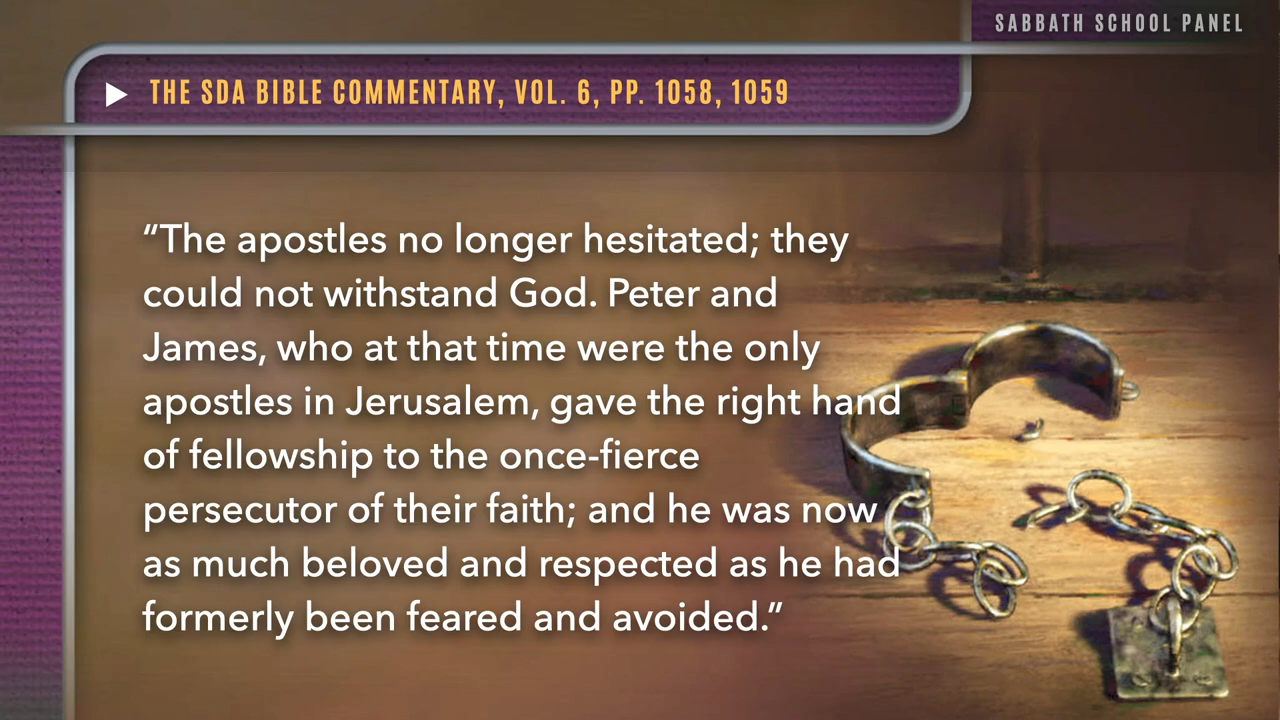 SABBATH SCHOOL PANEL
THE SDA BIBLE COMMENTARY, VOL. 6, PP. 1058, 1059
“The apostles no longer hesitated; they
could not withstand God. Peter and
James, who at that time were the only
apostles in Jerusalem, gave the right hand
of fellowship to the once-fierce
persecutor of their faith; and he was now
as much beloved and respected as he had
formerly been feared and avoided.”